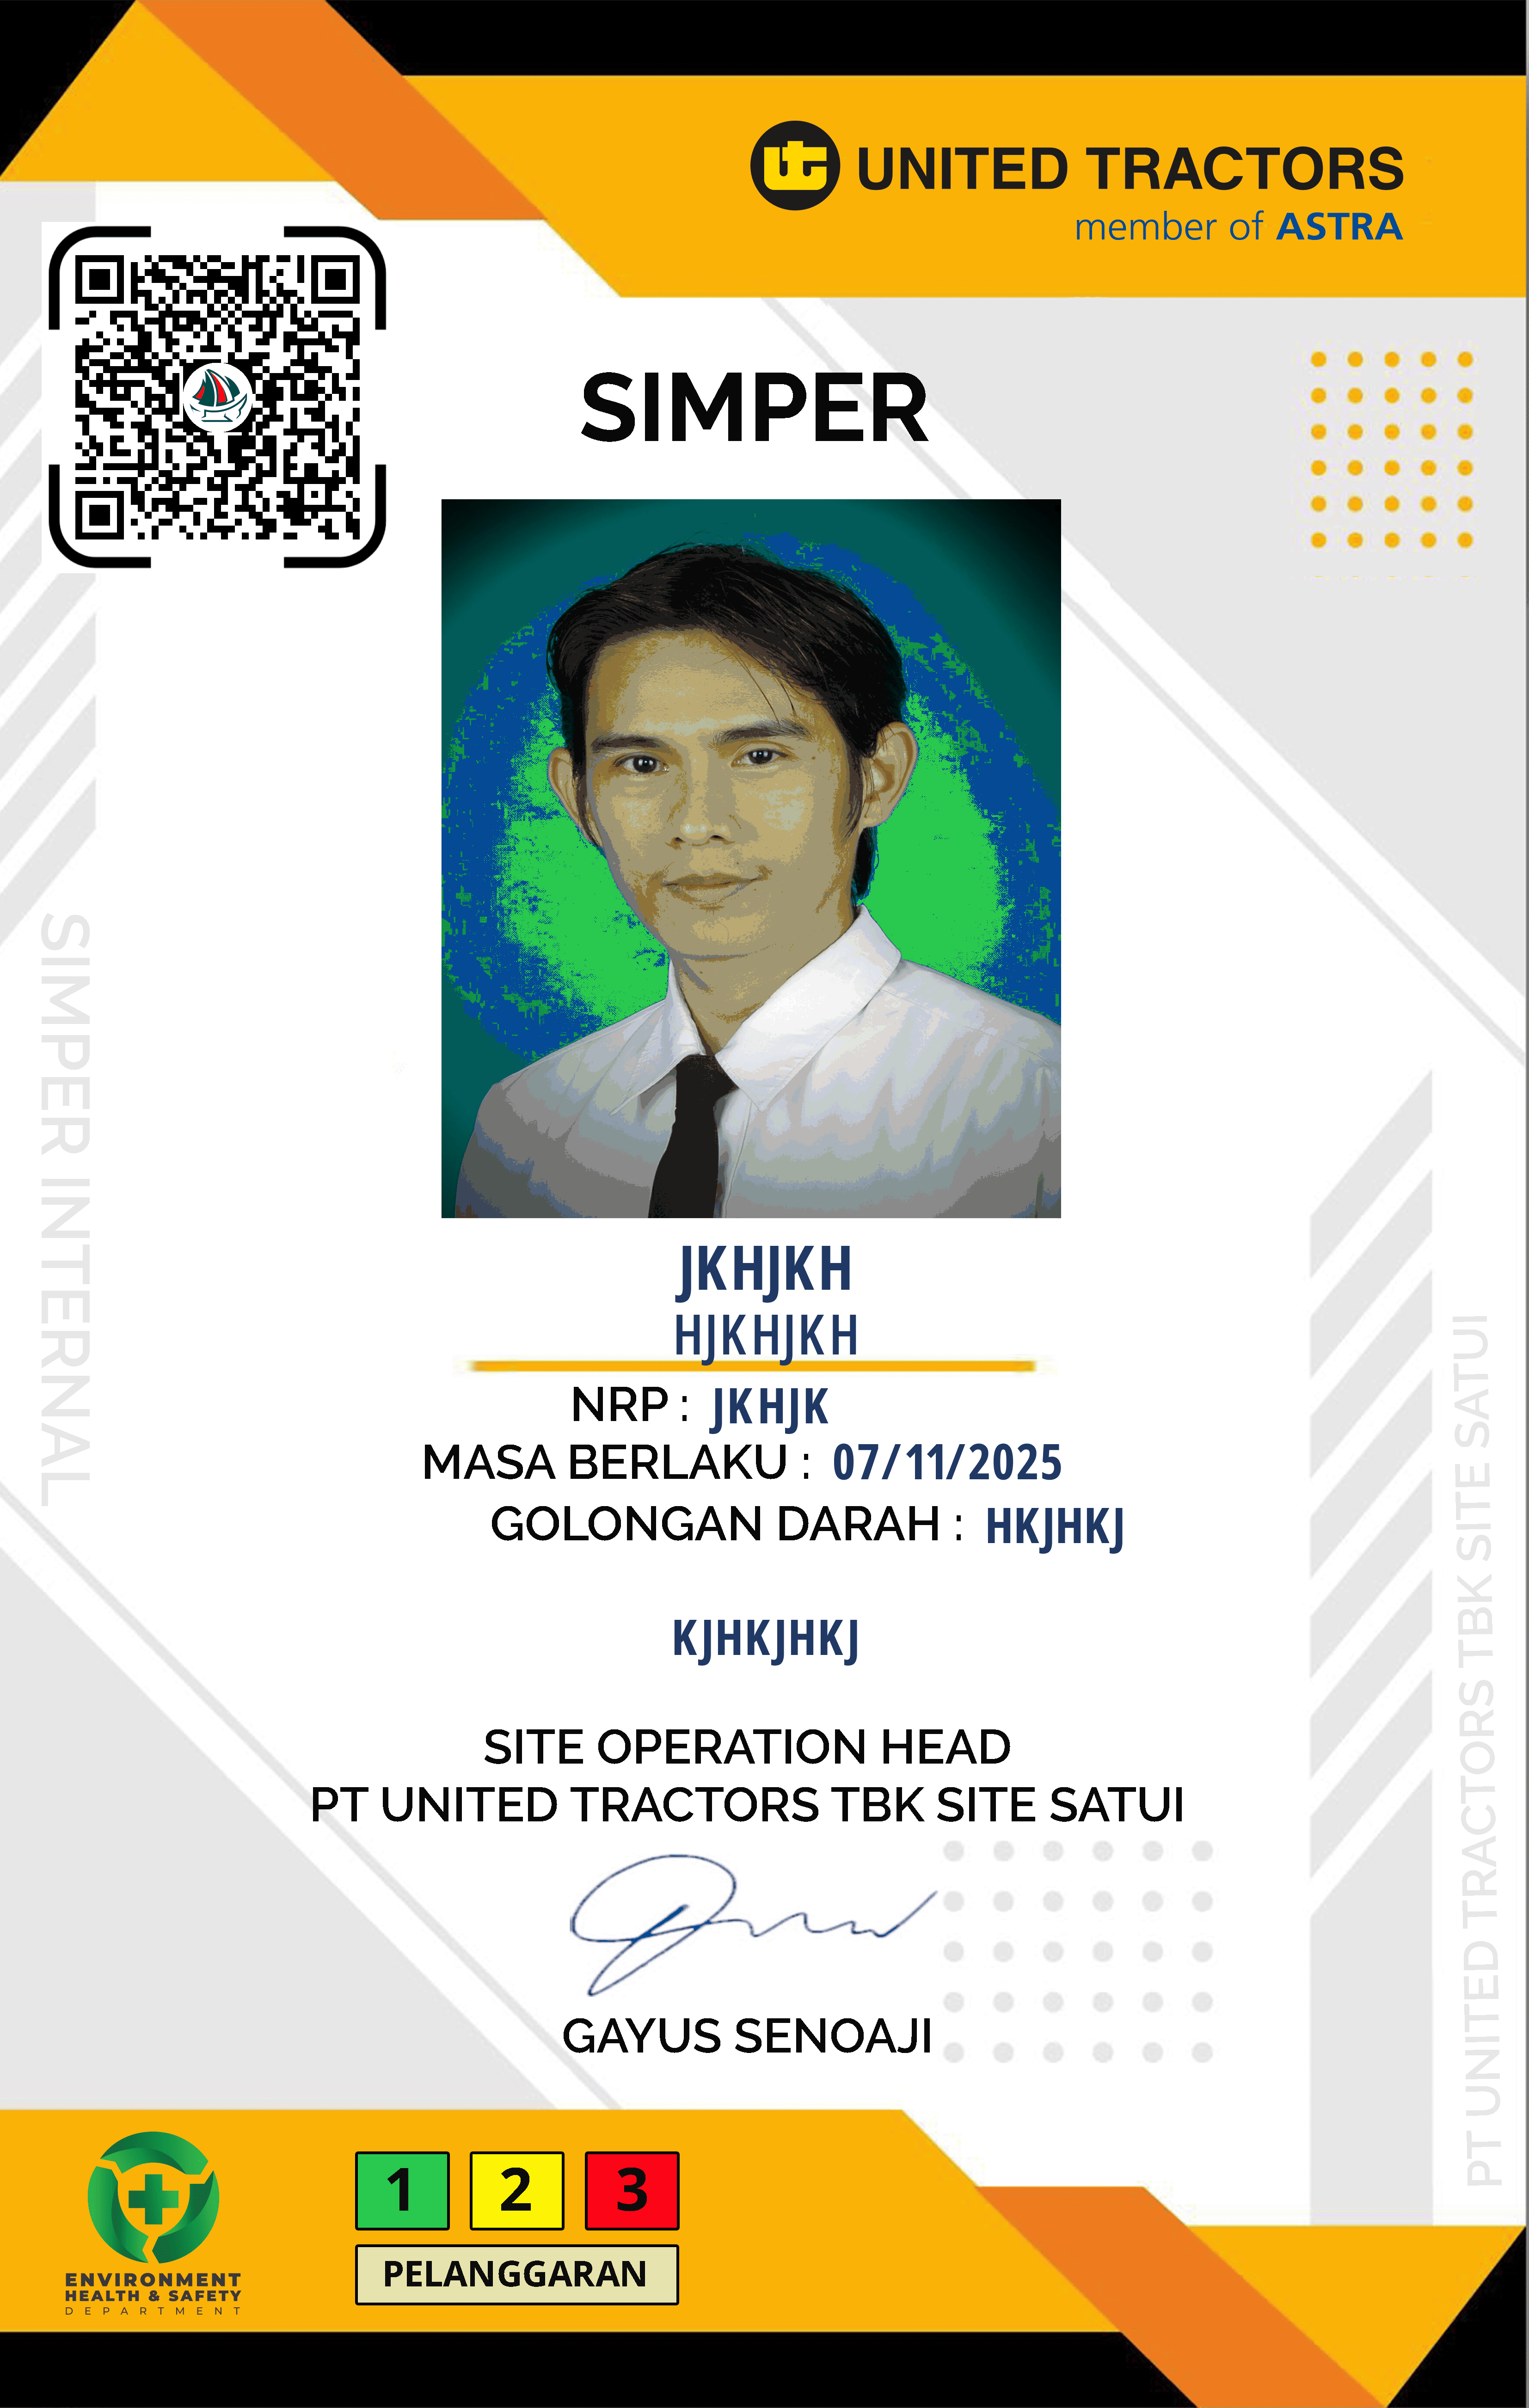 UNITED TRACTORS
member of ASTRA
SIMPER
JKHJKH
HJKHJKH
NRP : JKHJK
MASA BERLAKU : 07/11/2025
GOLONGAN DARAH : HKJHKJ
KJHKJHKJ
SITE OPERATION HEAD
PT UNITED TRACTORS TBK SITE SATUI
GAYUS SENOAJI
SIMPER INTERNAL
PT UNITED TRACTORS TBK SITE SATUI
ENVIRONMENT
HEALTH & SAFETY
DEPARTMENT
1 2 3
PELANGGARAN